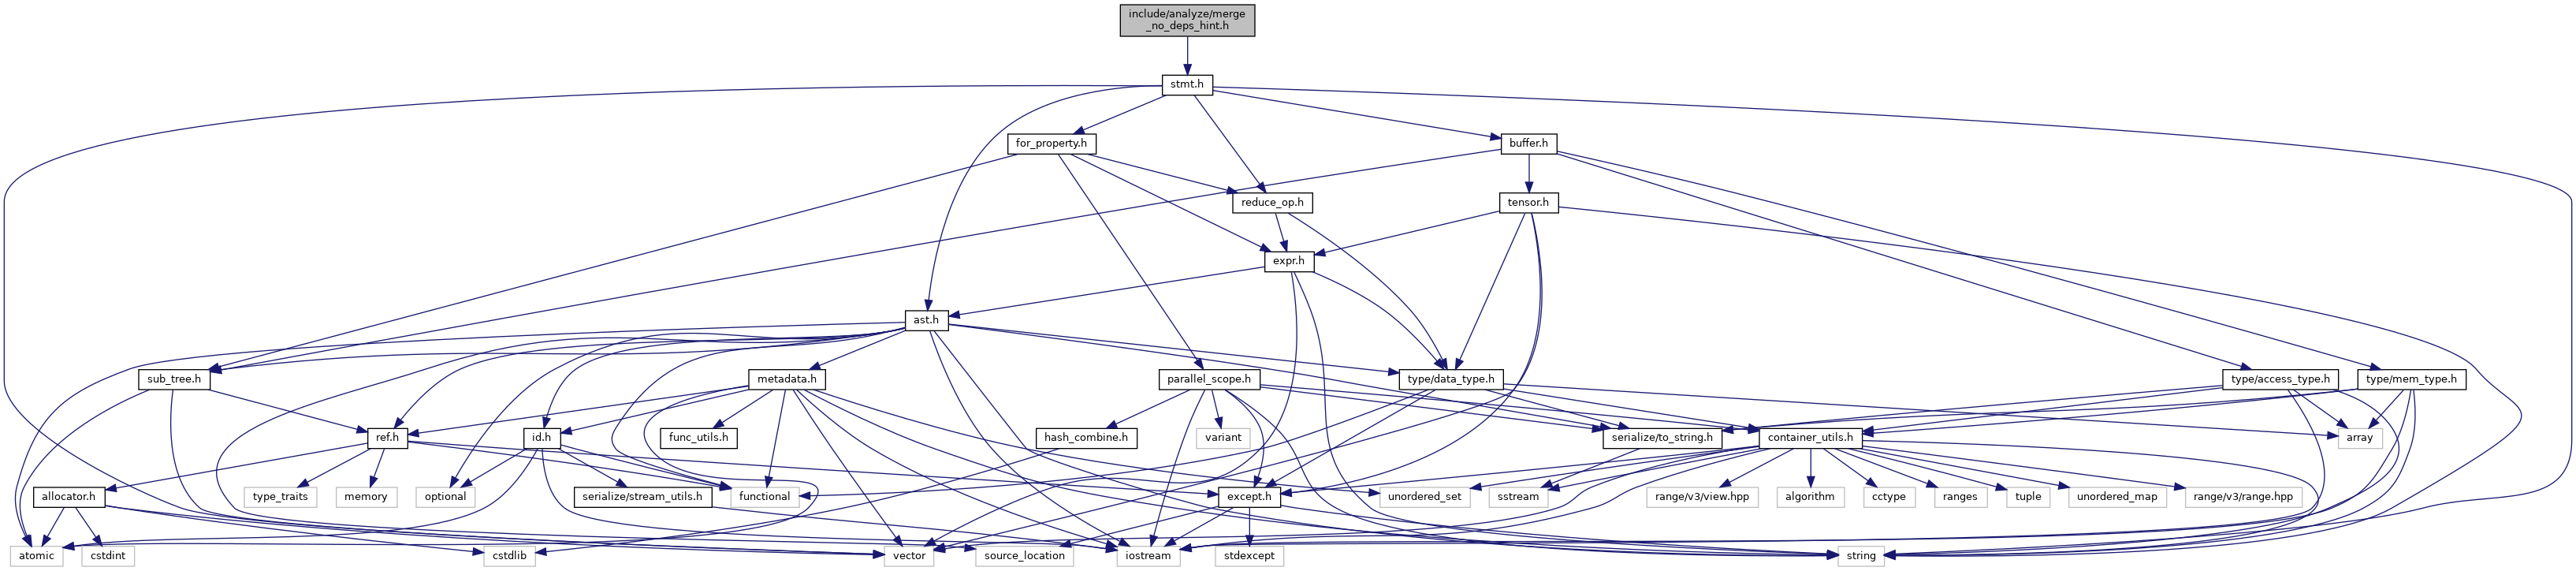 include/analyze/merge
_no_deps_hint.h
stmt.h
for_property.h
buffer.h
reduce_op.h
tensor.h
expr.h
ast.h
sub_tree.h
metadata.h
parallel_scope.h
type/data_type.h
type/access_type.h
type/mem_type.h
ref.h
id.h
func_utils.h
hash_combine.h
variant
serialize/to_string.h
container_utils.h
array
allocator.h
type_traits
memory
optional
serialize/stream_utils.h
functional
except.h
unordered_set
sstream
range/v3/view.hpp
algorithm
cctype
ranges
tuple
unordered_map
range/v3/range.hpp
atomic
cstdint
cstdlib
vector
source_location
iostream
stdexcept
string